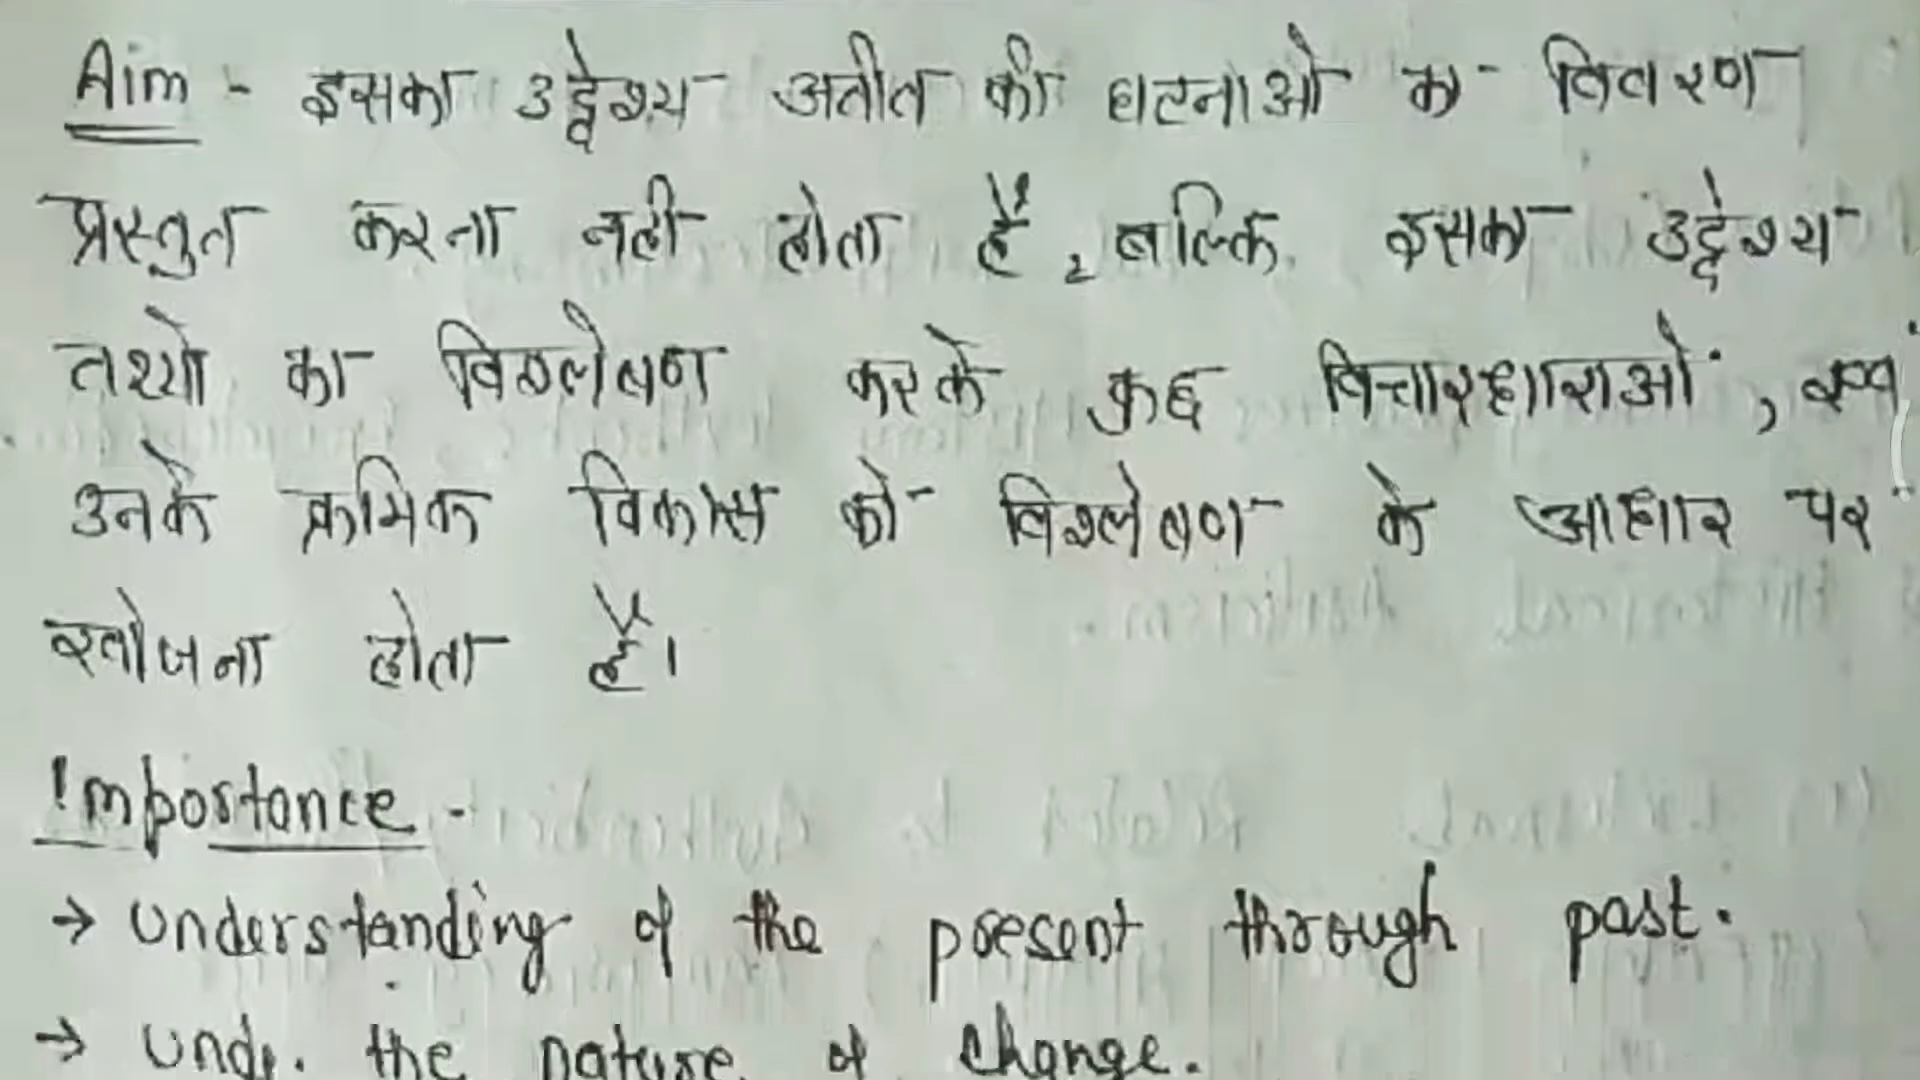 Aim - इसका उद्देश्य अतीत की घटनाओ का विवरण
प्रस्तुत करना नही होता है, बल्कि इसका उद्देश्य
तथ्यो का विश्लेषण करके कुछ विचारधाराओं, एवं
उनके क्रमिक विकास को विश्लेषण के आधार पर
खोजना होता है।
Importance -
→ Understanding of the present through past.
→ Und. the nature of change.